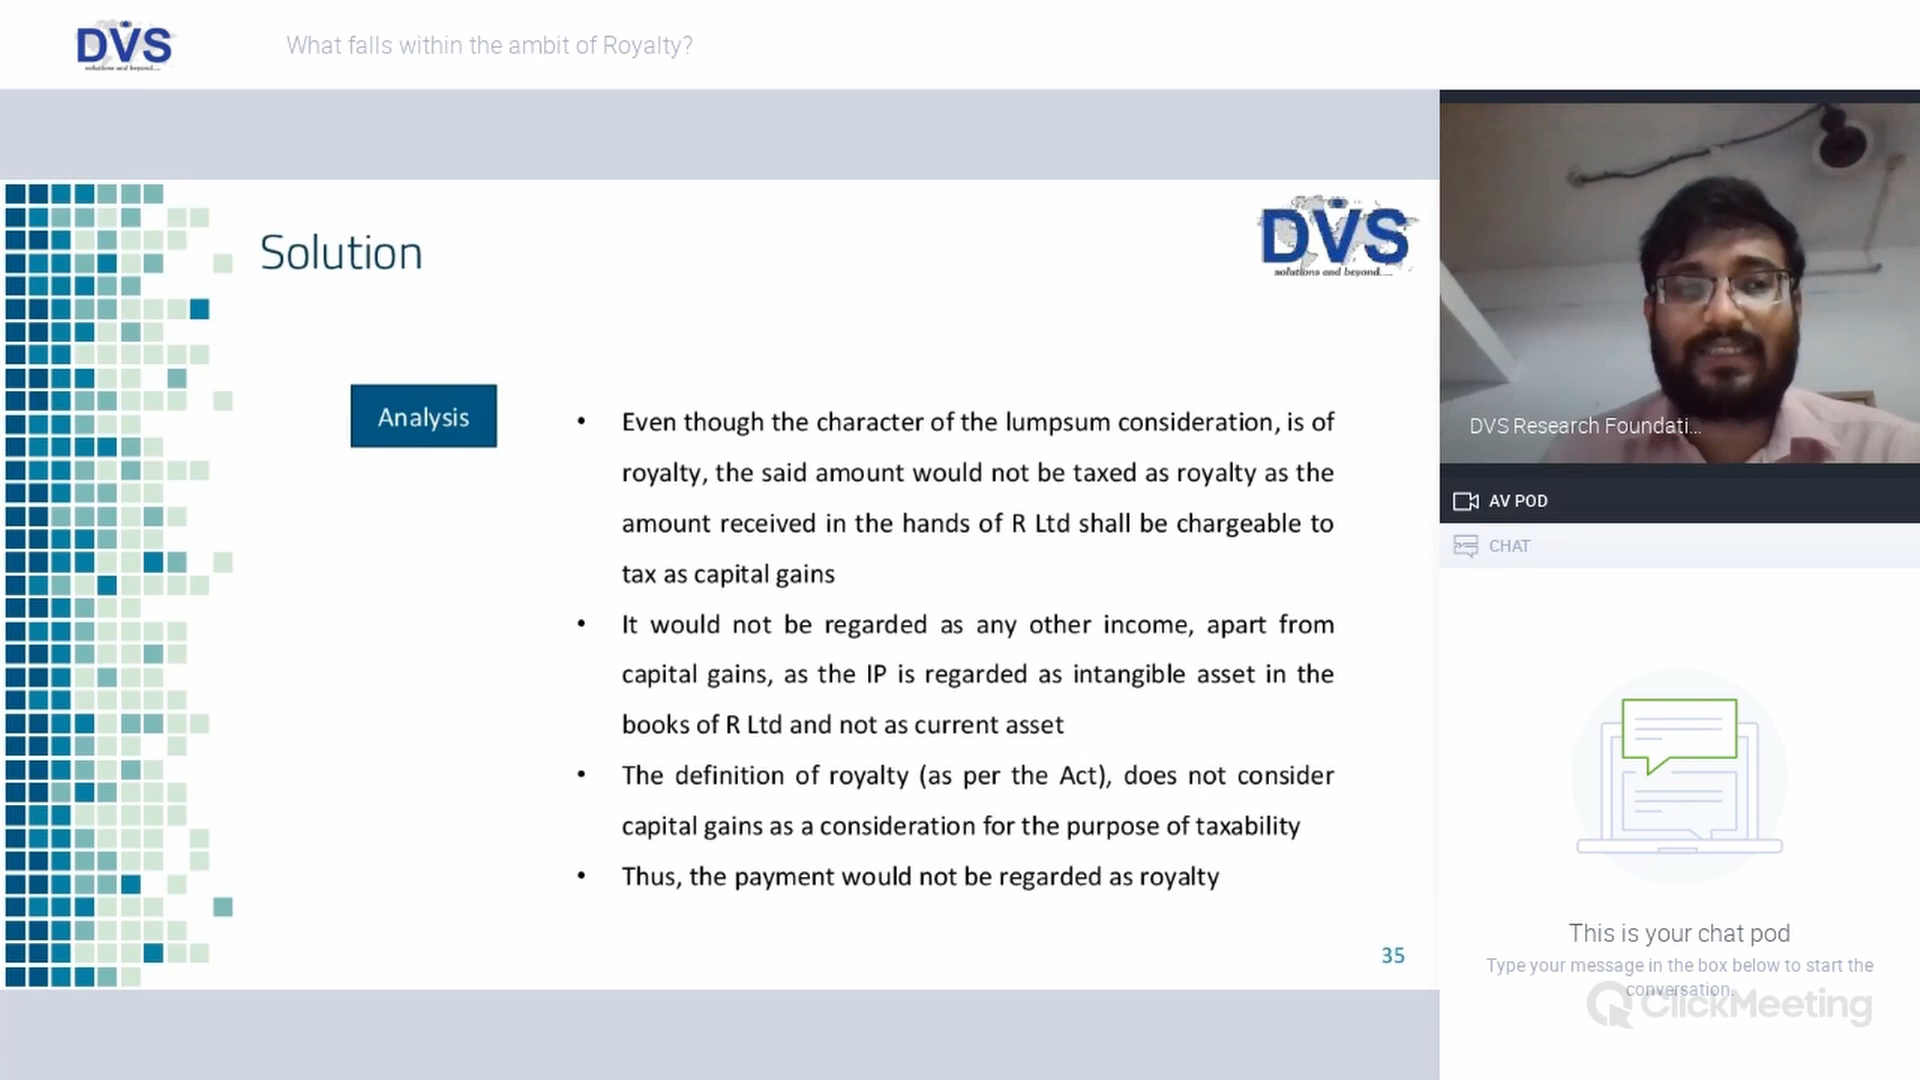 DVS
solutions and beyond....
What falls within the ambit of Royalty?
Solution
DVS
solutions and beyond....
Analysis
• Even though the character of the lumpsum consideration, is of
royalty, the said amount would not be taxed as royalty as the
amount received in the hands of R Ltd shall be chargeable to
tax as capital gains
• It would not be regarded as any other income, apart from
capital gains, as the IP is regarded as intangible asset in the
books of R Ltd and not as current asset
• The definition of royalty (as per the Act), does not consider
capital gains as a consideration for the purpose of taxability
• Thus, the payment would not be regarded as royalty
35
DVS Research Foundati...
AV POD
CHAT
This is your chat pod
Type your message in the box below to start the
conversation.
ClickMeeting